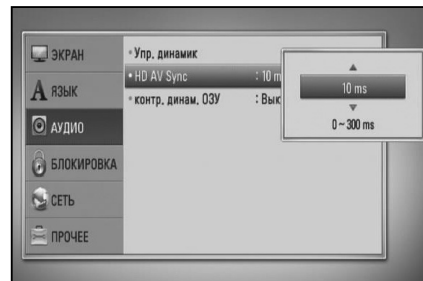 ЭКРАН
ЯЗЫК
АУДИО
БЛОКИРОВКА
СЕТЬ
ПРОЧЕЕ
Упр. динамик
HD AV Sync : 10 m
контр. динам. ОЗУ : Вык
10 ms
0 ~ 300 ms